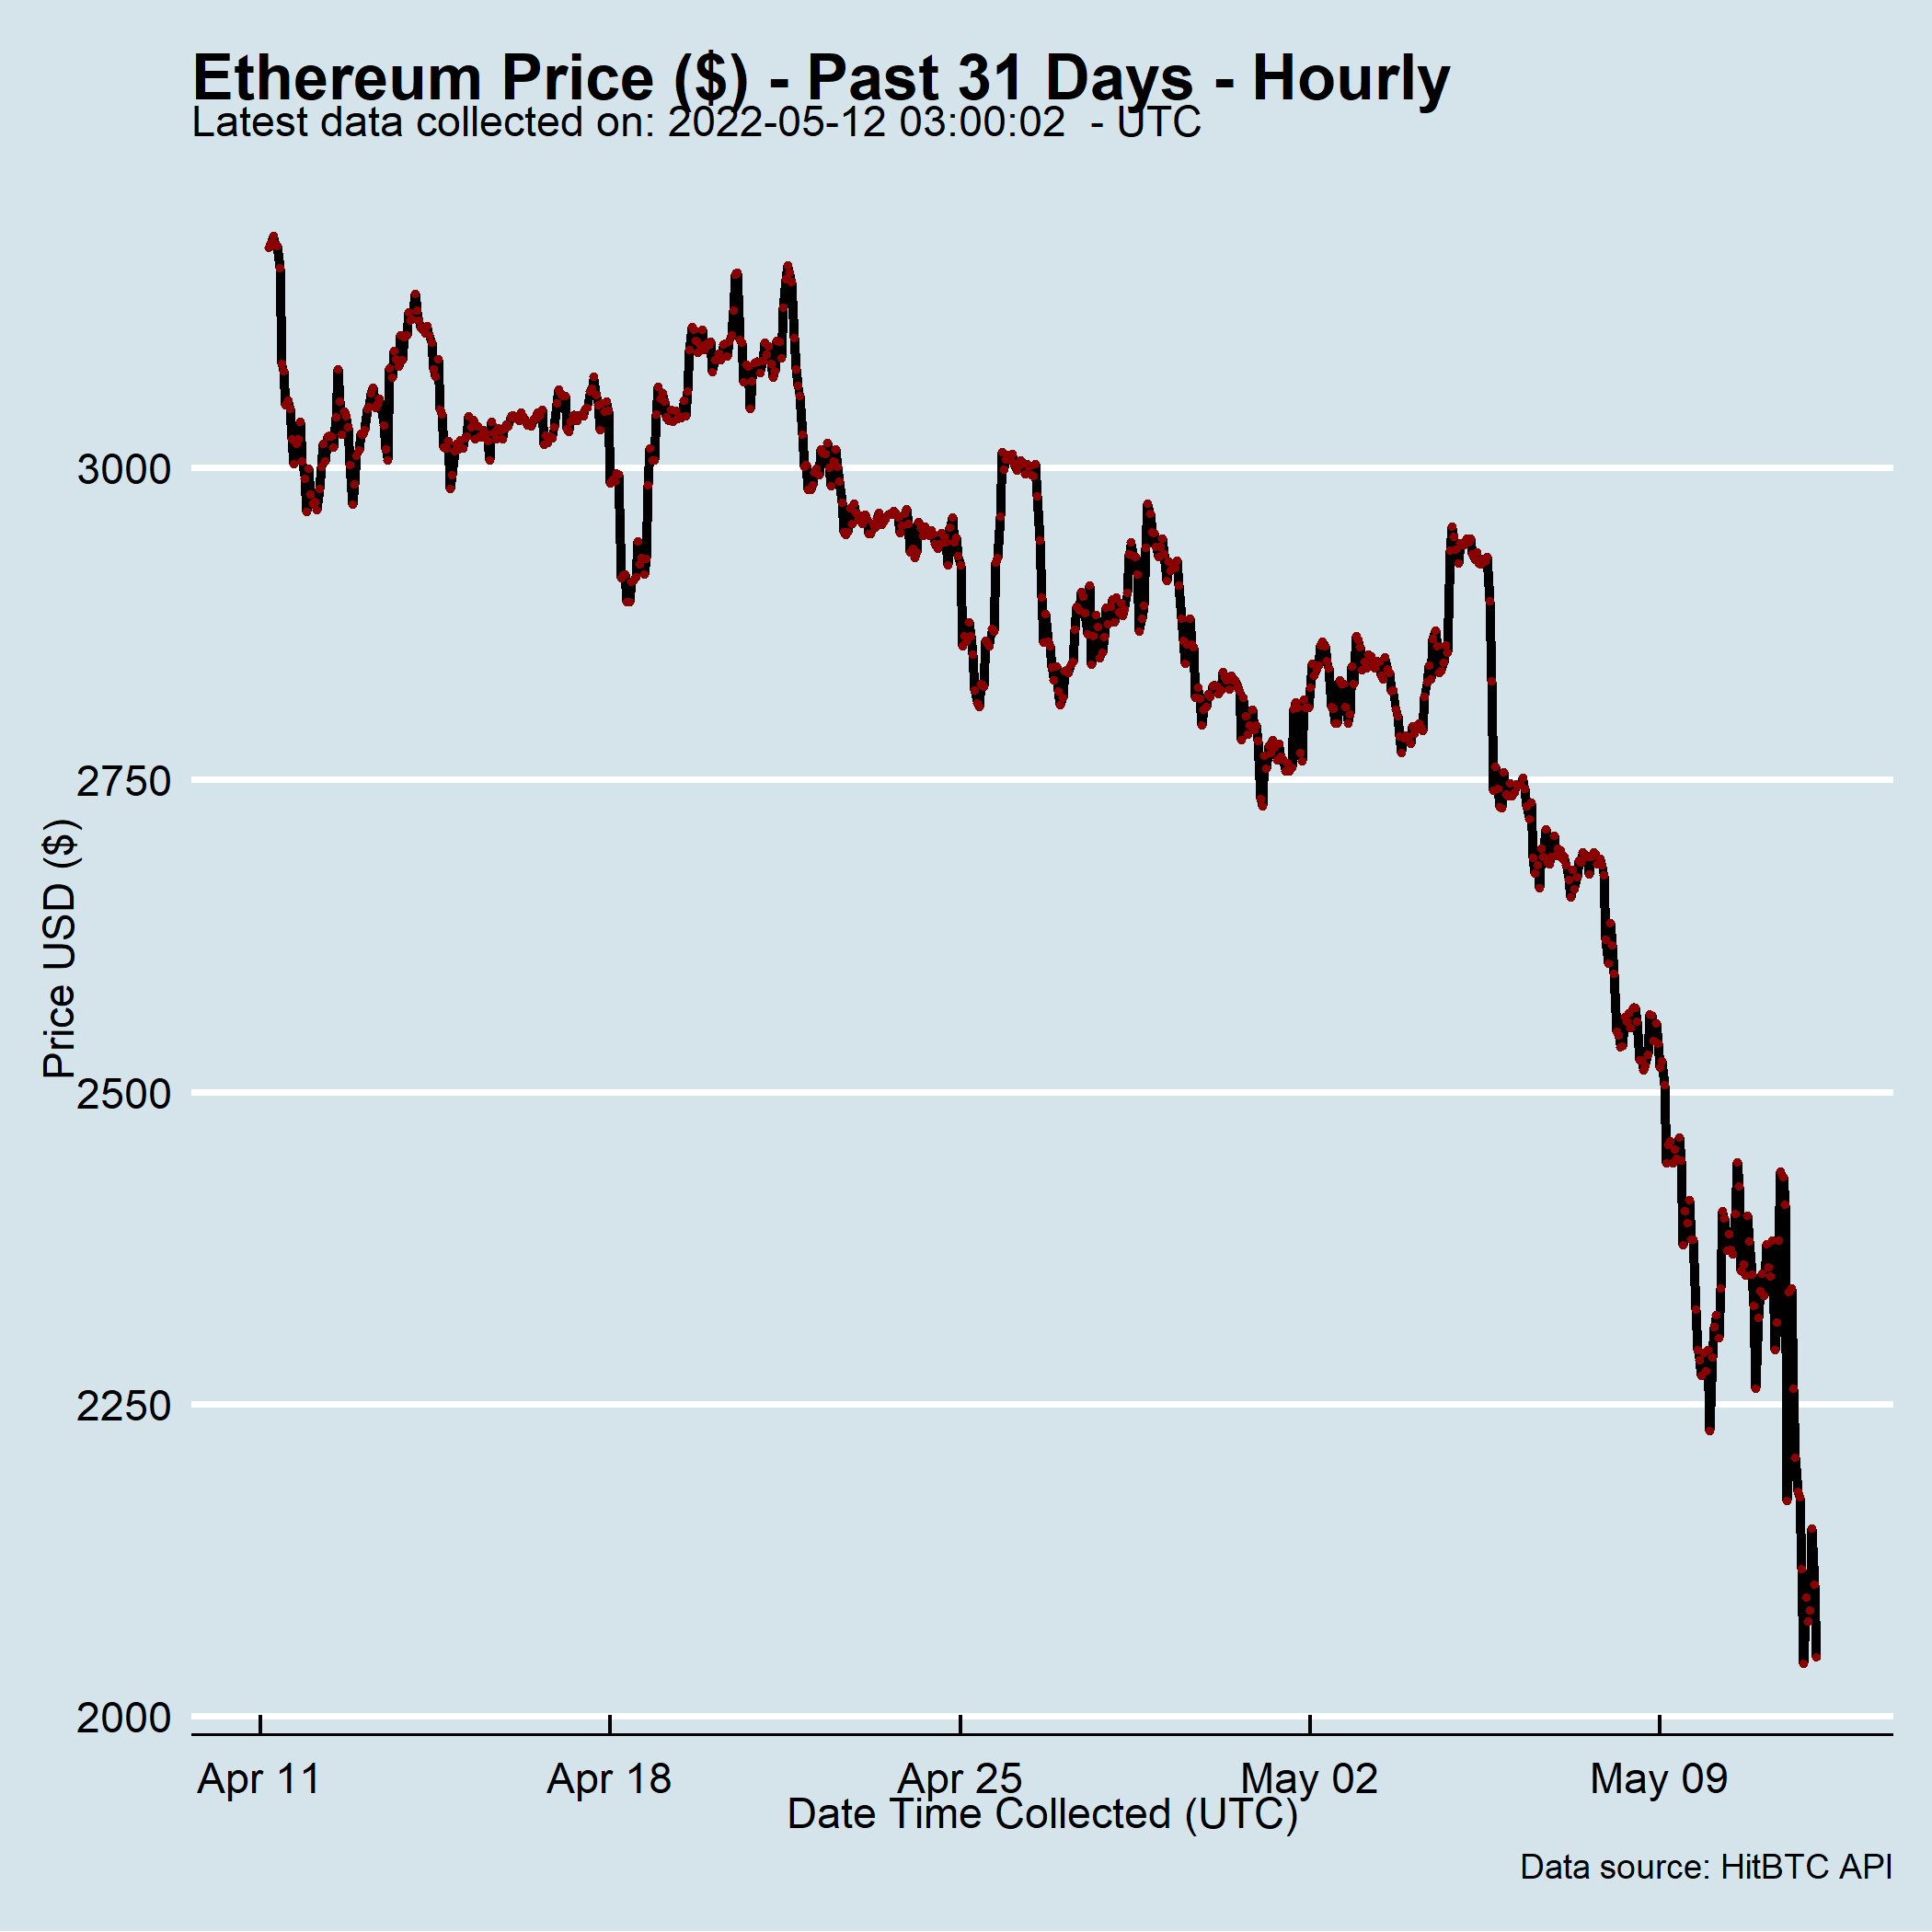 Ethereum Price ($) - Past 31 Days - Hourly
Latest data collected on: 2022-05-12 03:00:02  - UTC
3000
2750
2500
2250
2000
Price USD ($)
Apr 11 Apr 18 Apr 25 May 02 May 09
Date Time Collected (UTC)
Data source: HitBTC API